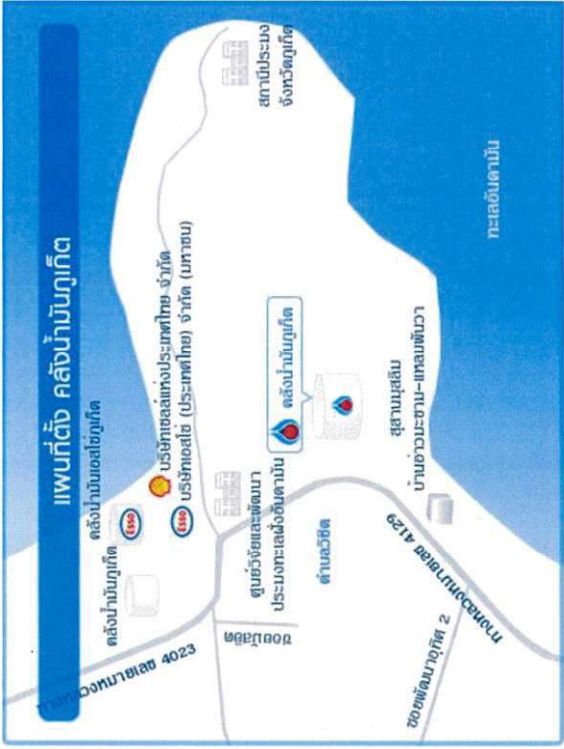 แผนที่ตั้ง คลังน้ำมันภูเก็ต
คลังน้ำมันเอสโซ่ภูเก็ต
Esso
คลังน้ำมันภูเก็ต
บริษัทเชลล์แห่งประเทศไทย จำกัด
Esso
บริษัทเอสโซ่ (ประเทศไทย) จำกัด (มหาชน)
สถานีประมง
จังหวัดภูเก็ต
ทางหลวงหมายเลข 4023
ศูนย์วิจัยและพัฒนา
ประมงทะเลฝั่งอันดามัน
คลังน้ำมันภูเก็ต
ซอยมัสยิด
ตำบลวิชิต
ทางหลวงหมายเลข 4129
สุสานมุสลิม
บ้านอ่าวมะขาม-แหลมพันวา
ซอยพัฒนาอุทิศ 2
ทะเลอันดามัน